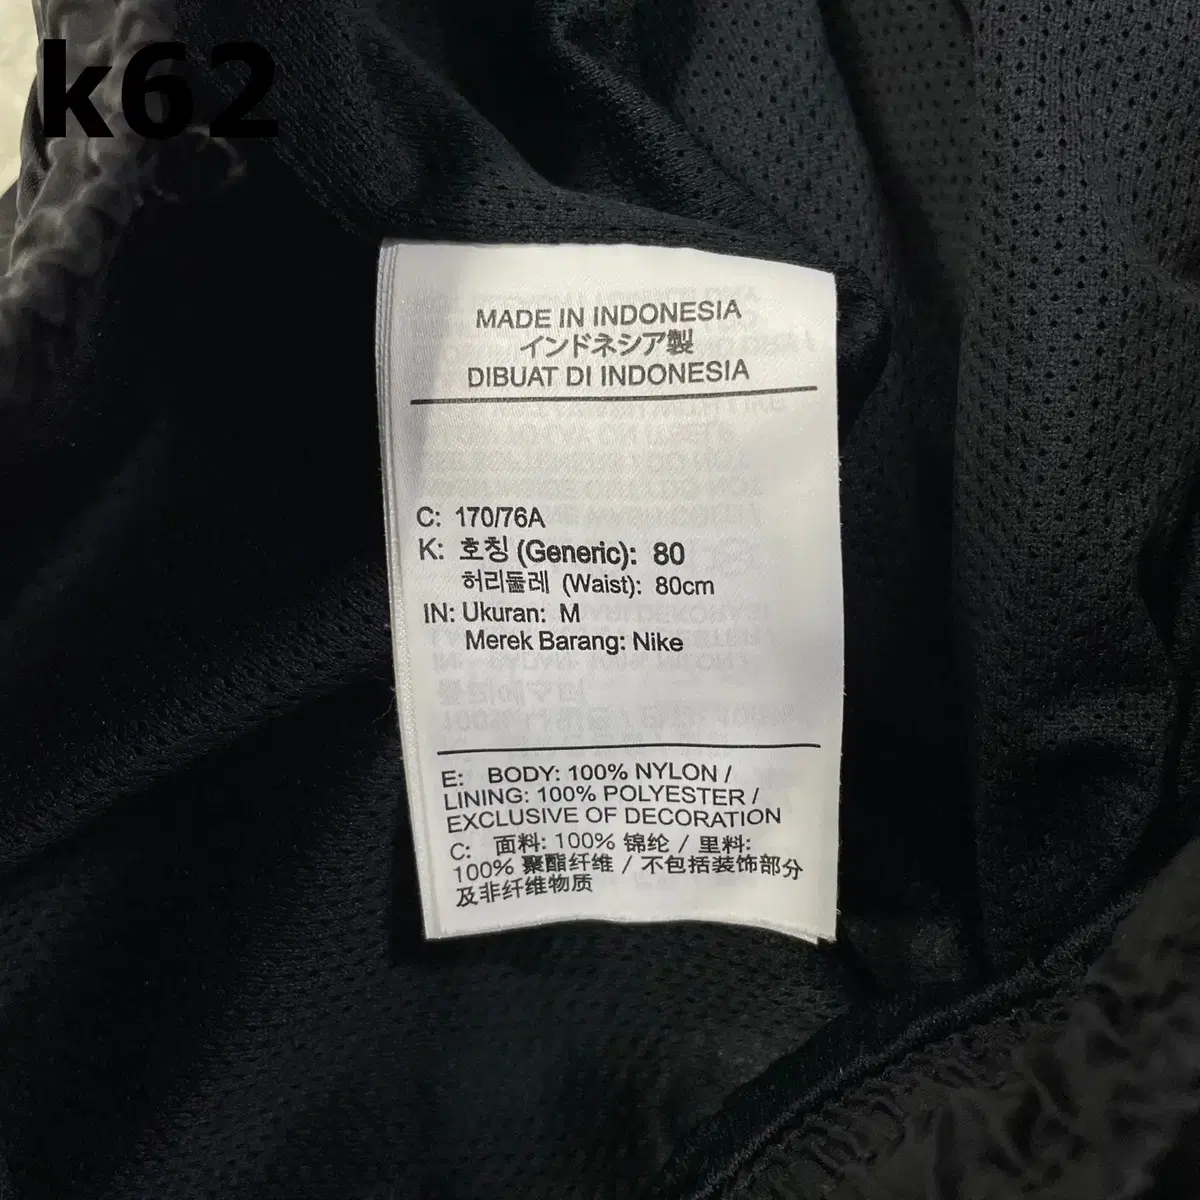 k62
MADE IN INDONESIA
インドネシア製
DIBUAT DI INDONESIA
C: 170/76A
K: 호칭 (Generic): 80
허리둘레 (Waist): 80cm
IN: Ukuran: M
Merek Barang: Nike
E: BODY: 100% NYLON /
LINING: 100% POLYESTER /
EXCLUSIVE OF DECORATION
C: 面料: 100% 锦纶 / 里料:
100% 聚酯纤维 / 不包括装饰部分
及非纤维物质